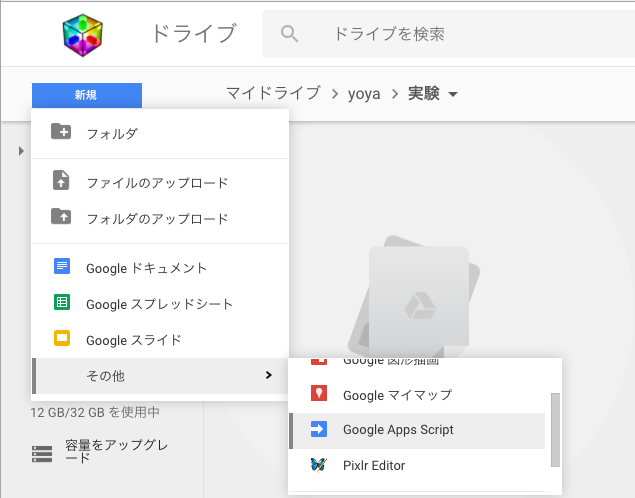 ドライブ
ドライブを検索
新規
マイドライブ > yoya > 実験
フォルダ
ファイルのアップロード
フォルダのアップロード
Google ドキュメント
Google スプレッドシート
Google スライド
その他
Google 図形描画
Google マイマップ
Google Apps Script
Pixlr Editor
12 GB/32 GB を使用中
容量をアップグレ
ード